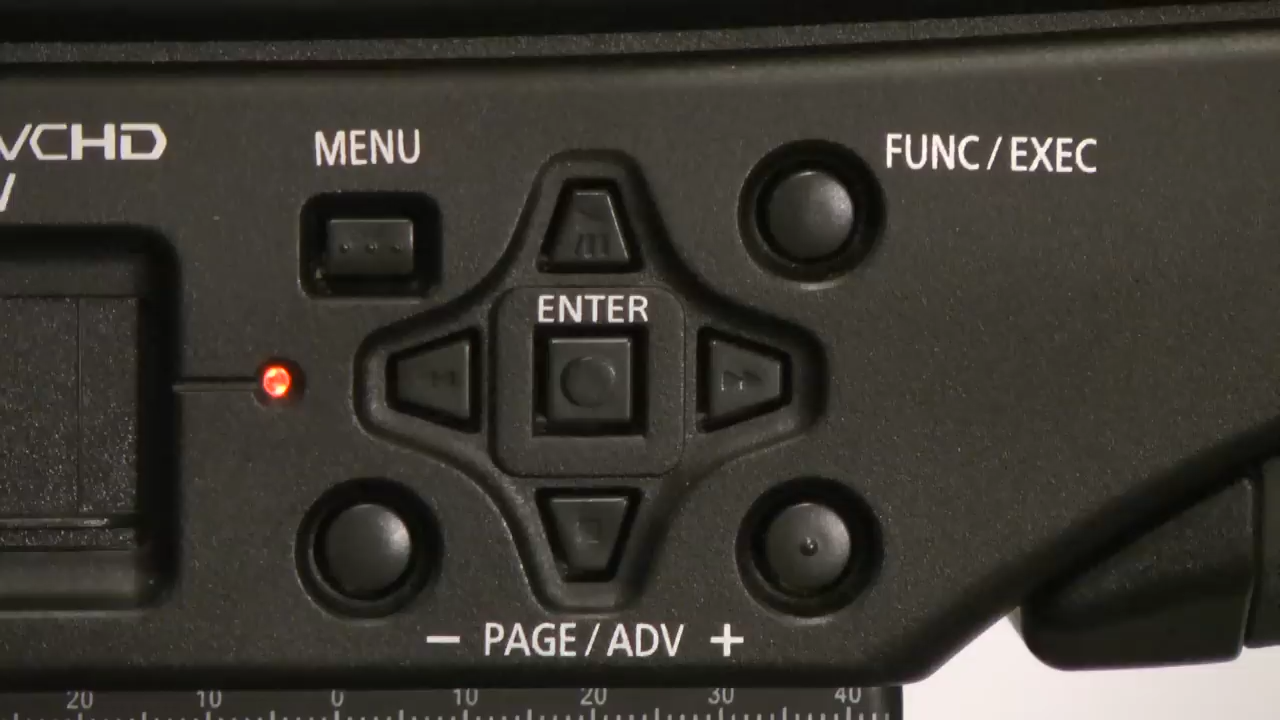 VCHD
MENU
FUNC/EXEC
ENTER
− PAGE/ADV +
20 10 0 10 20 30 40